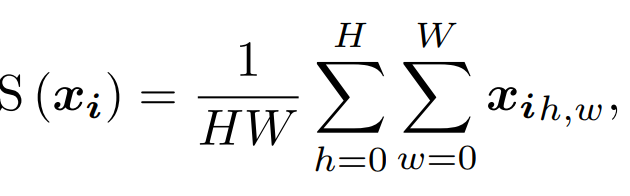 S (x_i) = \frac{1}{HW} \sum_{h=0}^{H} \sum_{w=0}^{W} x_{i h,w},